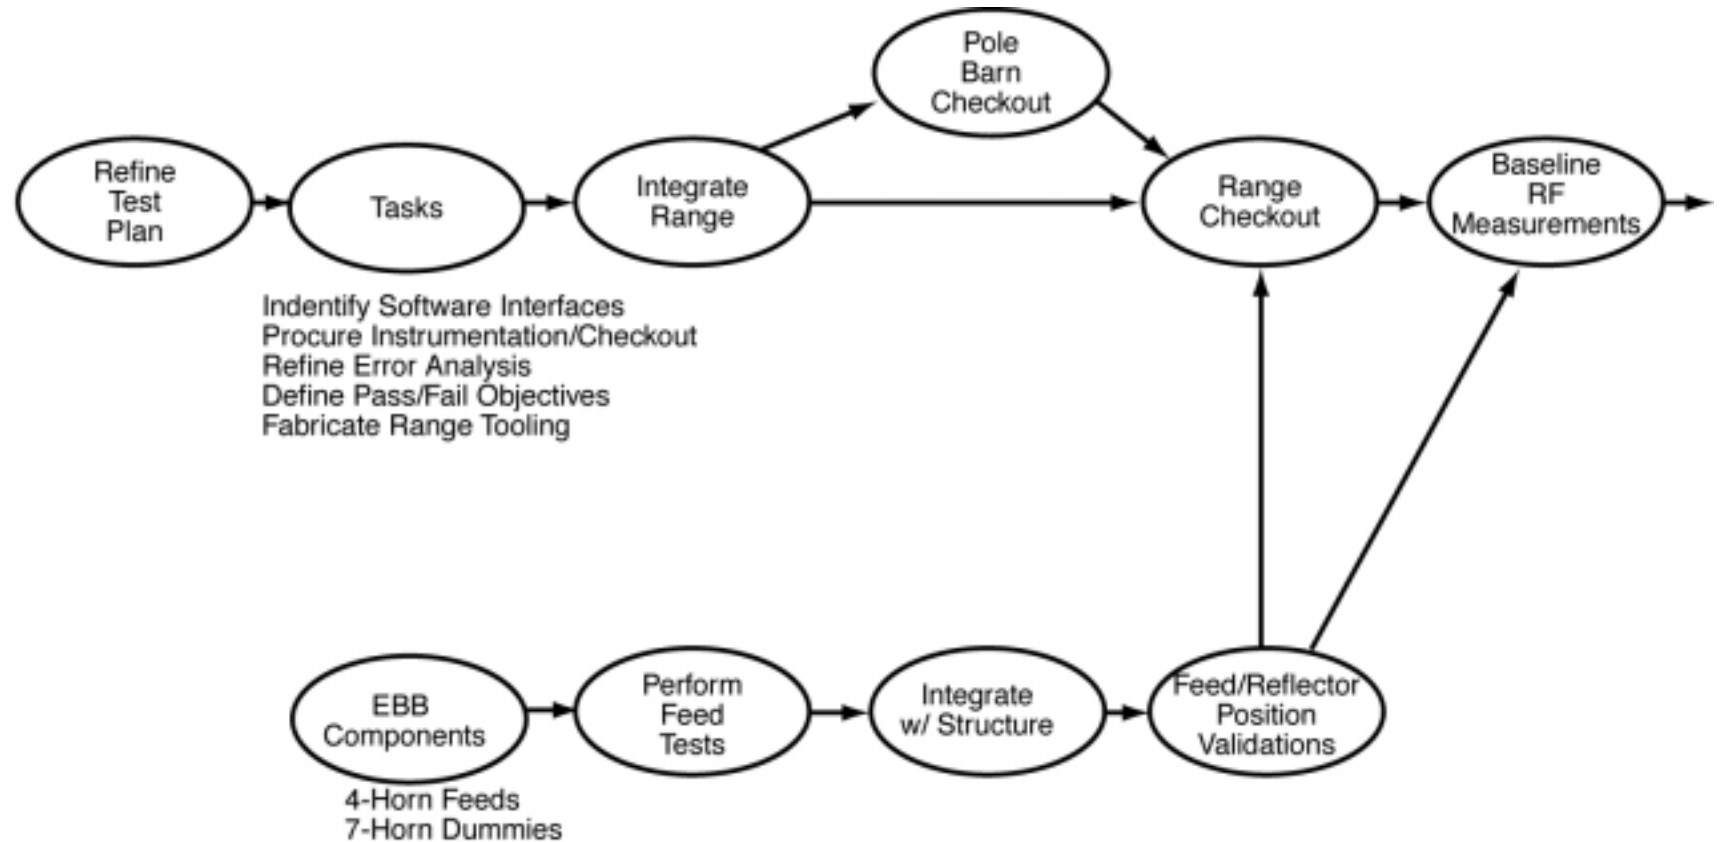 Pole
Barn
Checkout
Refine
Test
Plan
Tasks
Integrate
Range
Range
Checkout
Baseline
RF
Measurements
Indentify Software Interfaces
Procure Instrumentation/Checkout
Refine Error Analysis
Define Pass/Fail Objectives
Fabricate Range Tooling
EBB
Components
Perform
Feed
Tests
Integrate
w/ Structure
Feed/Reflector
Position
Validations
4-Horn Feeds
7-Horn Dummies